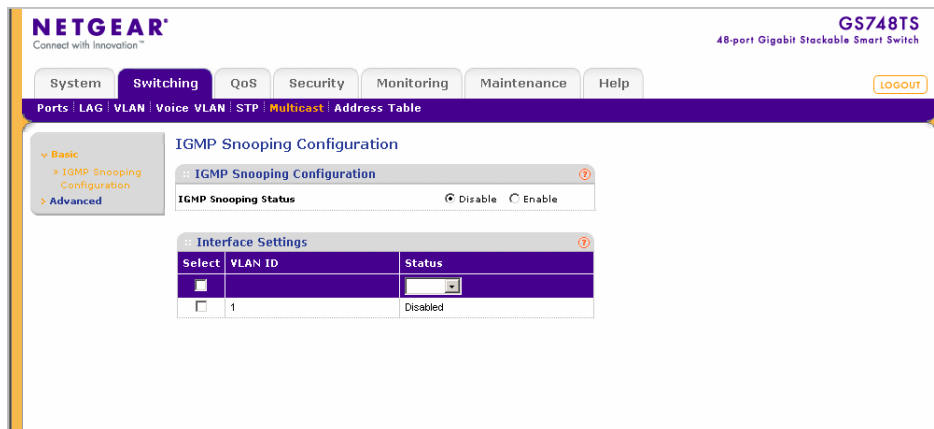 NETGEAR®
Connect with Innovation™
GS748TS
48-port Gigabit Stackable Smart Switch
System Switching QoS Security Monitoring Maintenance Help LOGOUT
Ports LAG VLAN Voice VLAN STP Multicast Address Table
Basic
» IGMP Snooping
Configuration
Advanced
IGMP Snooping Configuration
IGMP Snooping Configuration ?
IGMP Snooping Status Disable Enable
Interface Settings ?
Select VLAN ID Status
1 Disabled